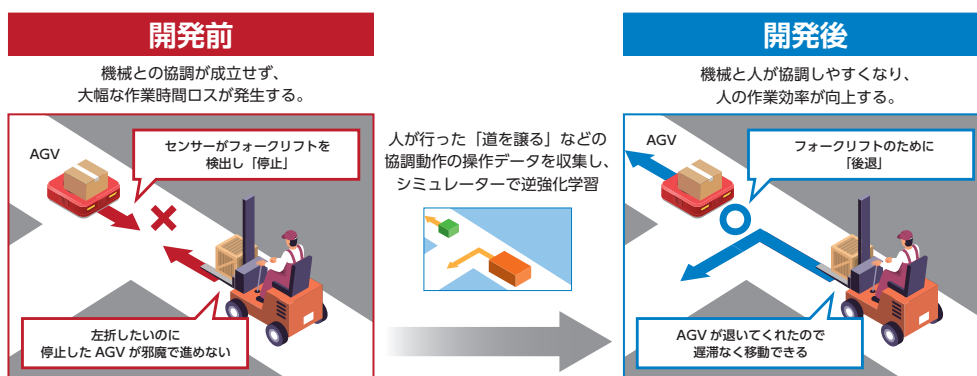 開発前
機械との協調が成立せず、
大幅な作業時間ロスが発生する。
AGV
センサーがフォークリフトを
検出し「停止」
左折したいのに
停止した AGV が邪魔で進めない
人が行った「道を譲る」などの
協調動作の操作データを収集し、
シミュレーターで逆強化学習
開発後
機械と人が協調しやすくなり、
人の作業効率が向上する。
AGV
フォークリフトのために
「後退」
AGV が退いてくれたので
遅滞なく移動できる